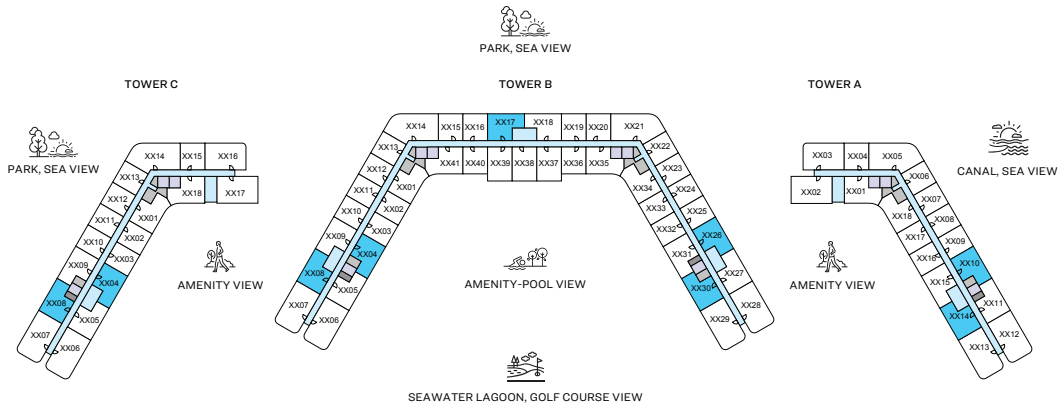 PARK, SEA VIEW
TOWER C
TOWER B
TOWER A
PARK, SEA VIEW
CANAL, SEA VIEW
XX14
XX15
XX16
XX13
XX12
XX11
XX10
XX09
XX08
XX07
XX06
XX05
XX04
XX03
XX02
XX01
XX18
XX17
AMENITY VIEW
XX14
XX15
XX16
XX17
XX18
XX19
XX20
XX21
XX13
XX12
XX11
XX10
XX09
XX08
XX07
XX06
XX05
XX04
XX03
XX02
XX01
XX41
XX40
XX39
XX38
XX37
XX36
XX35
XX22
XX23
XX24
XX25
XX26
XX27
XX28
XX29
XX30
XX31
XX32
XX33
XX34
AMENITY-POOL VIEW
XX03
XX04
XX05
XX02
XX01
XX06
XX07
XX08
XX09
XX10
XX11
XX12
XX13
XX14
XX15
XX16
XX17
XX18
AMENITY VIEW
SEAWATER LAGOON, GOLF COURSE VIEW